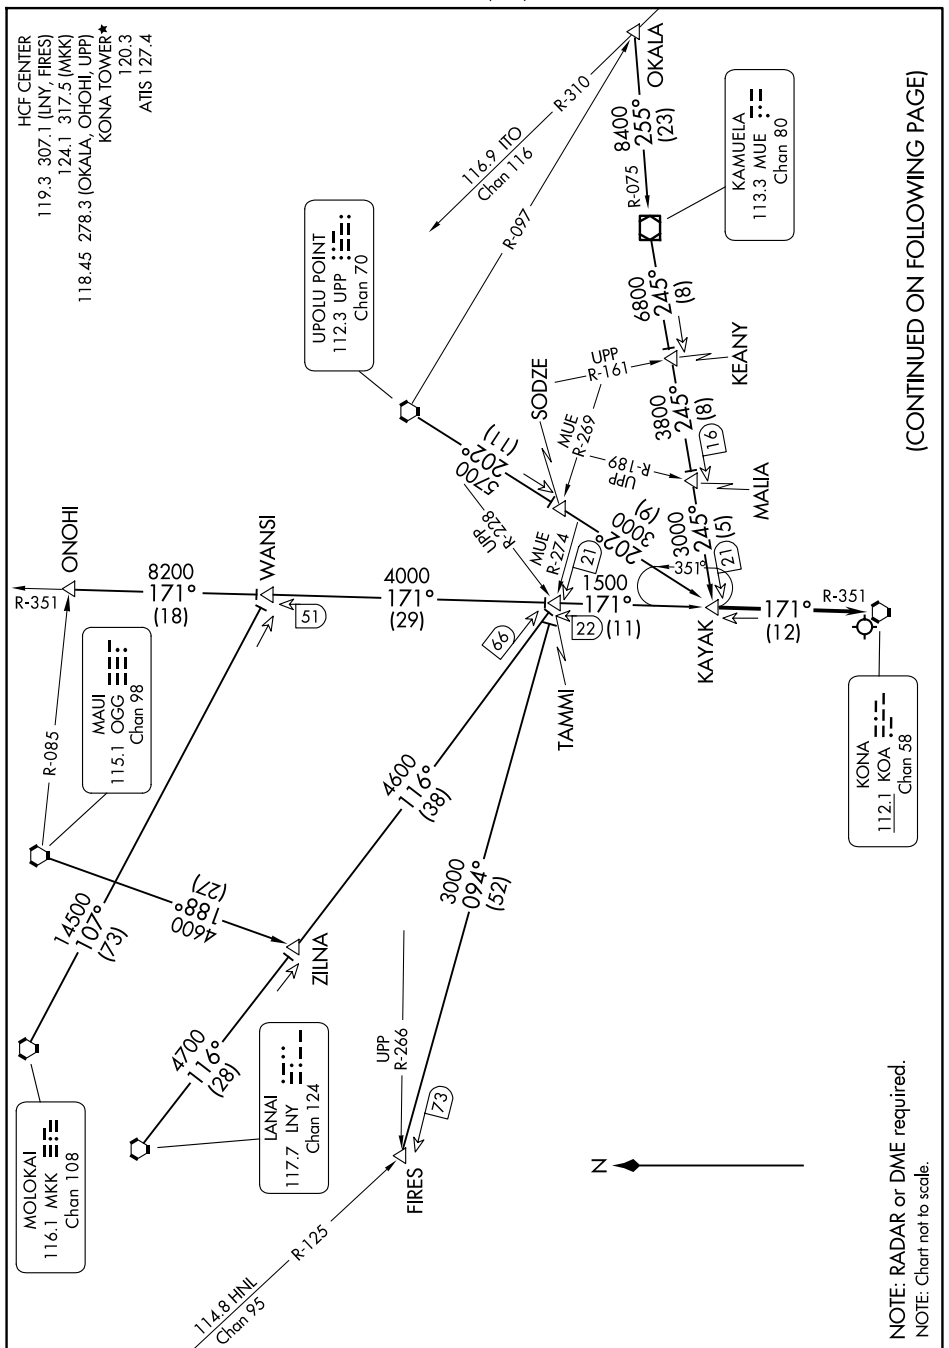 HCF CENTER
119.3 307.1 (LNY, FIRES)
124.1 317.5 (MKK)
118.45 278.3 (OKALA, OHOHI, UPP)
KONA TOWER★
120.3
ATIS 127.4
MOLOKAI
116.1 MKK
Chan 108
14500
107°
(73)
MAUI
115.1 OGG
Chan 98
R-085
R-351
ONOHI
8200
171°
(18)
WANSI
51
4000
171°
(29)
4600
188°
(27)
LANAI
117.7 LNY
Chan 124
4700
116°
(28)
ZILNA
4600
116°
(38)
66
114.8 HNL
Chan 95
R-125
UPP
R-266
FIRES
73
3000
094°
(52)
TAMMI
22
21
MUE
R-274
UPP
R-228
1500
171°
(11)
UPOLU POINT
112.3 UPP
Chan 70
5700
202°
(11)
SODZE
MUE
R-269
UPP
R-161
UPP
R-189
3000
202°
(9)
116.9 ITO
Chan 116
R-310
R-097
OKALA
8400
255°
(23)
R-075
KAMUELA
113.3 MUE
Chan 80
6800
245°
(8)
KEANY
3800
245°
(8)
16
MALIA
3000
245°
(5)
21
351°
KAYAK
171°
(12)
R-351
KONA
112.1 KOA
Chan 58
N
NOTE: RADAR or DME required.
NOTE: Chart not to scale.
(CONTINUED ON FOLLOWING PAGE)